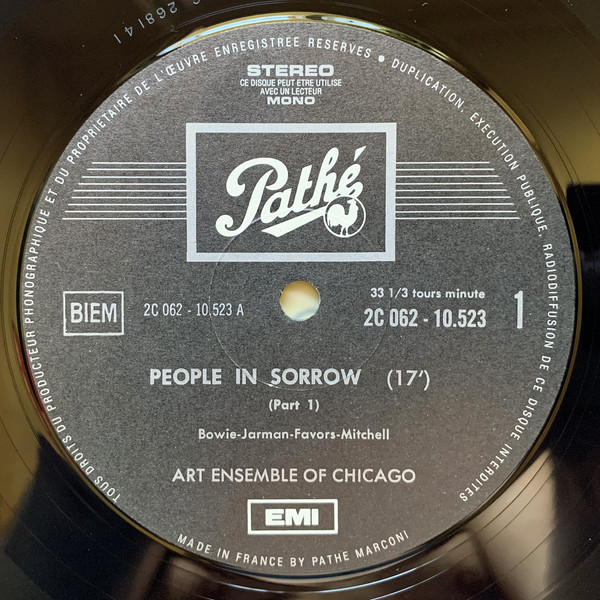 268141
TOUS DROITS DU PRODUCTEUR PHONOGRAPHIQUE ET DU PROPRIETAIRE DE L'ŒUVRE ENREGISTREE RESERVES • DUPLICATION, EXECUTION PUBLIQUE, RADIODIFFUSION DE CE DISQUE INTERDITES
STEREO
CE DISQUE PEUT ETRE UTILISE
AVEC UN LECTEUR
MONO
Pathé
BIEM
2C 062 - 10.523 A
33 1/3 tours minute
2C 062 - 10.523
1
PEOPLE IN SORROW (17')
(Part 1)
Bowie-Jarman-Favors-Mitchell
ART ENSEMBLE OF CHICAGO
EMI
MADE IN FRANCE BY PATHE MARCONI